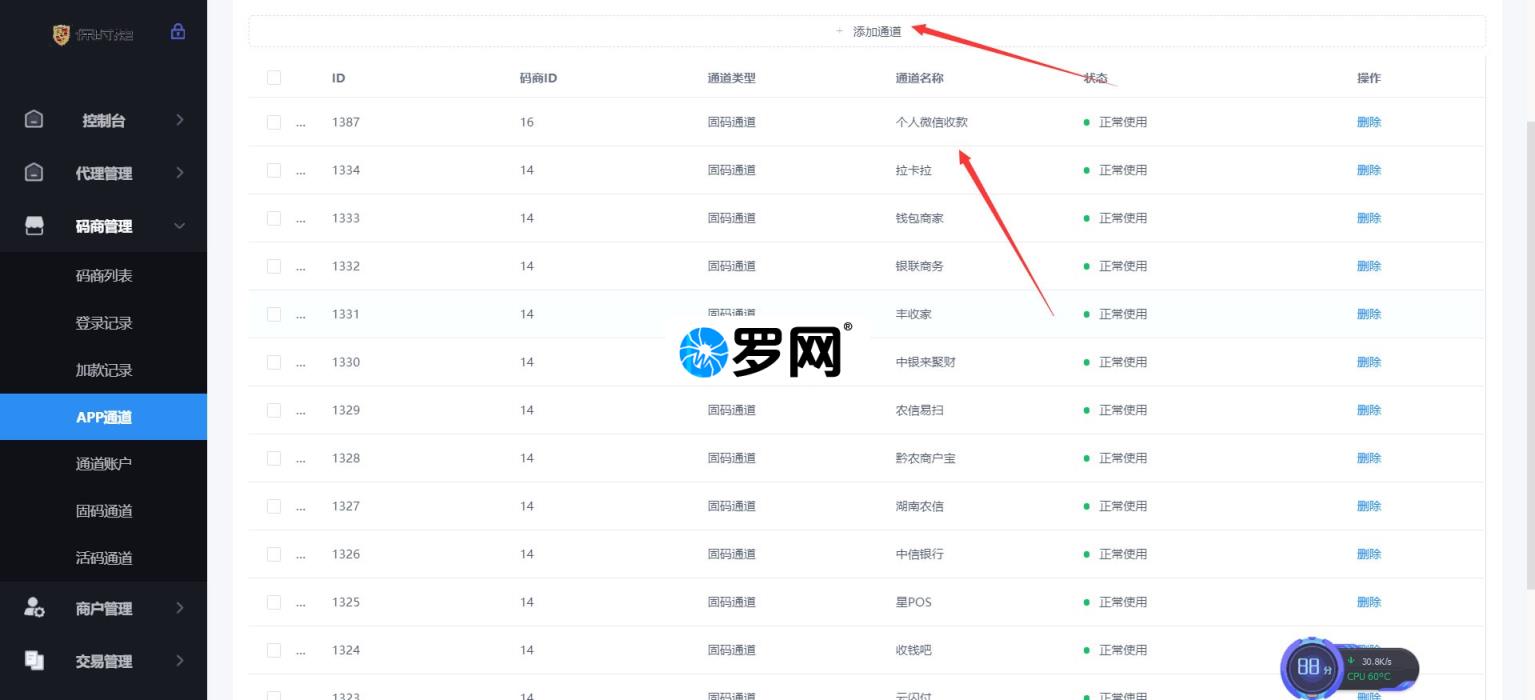 保时捷
控制台
代理管理
码商管理
码商列表
登录记录
加款记录
APP通道
通道账户
固码通道
活码通道
商户管理
交易管理
+ 添加通道
ID 码商ID 通道类型 通道名称 状态 操作
... 1387 16 固码通道 个人微信收款 正常使用 删除
... 1334 14 固码通道 拉卡拉 正常使用 删除
... 1333 14 固码通道 钱包商家 正常使用 删除
... 1332 14 固码通道 银联商务 正常使用 删除
... 1331 14 固码通道 丰收家 正常使用 删除
... 1330 14 中银来聚财 正常使用 删除
... 1329 14 固码通道 农信易扫 正常使用 删除
... 1328 14 固码通道 黔农商户宝 正常使用 删除
... 1327 14 固码通道 湖南农信 正常使用 删除
... 1326 14 固码通道 中信银行 正常使用 删除
... 1325 14 固码通道 星POS 正常使用 删除
... 1324 14 固码通道 收钱吧 正常使用
... 1323 14 固码通道 云闪付 正常使用 删除
罗网®
88分
30.8K/s
CPU 60°C